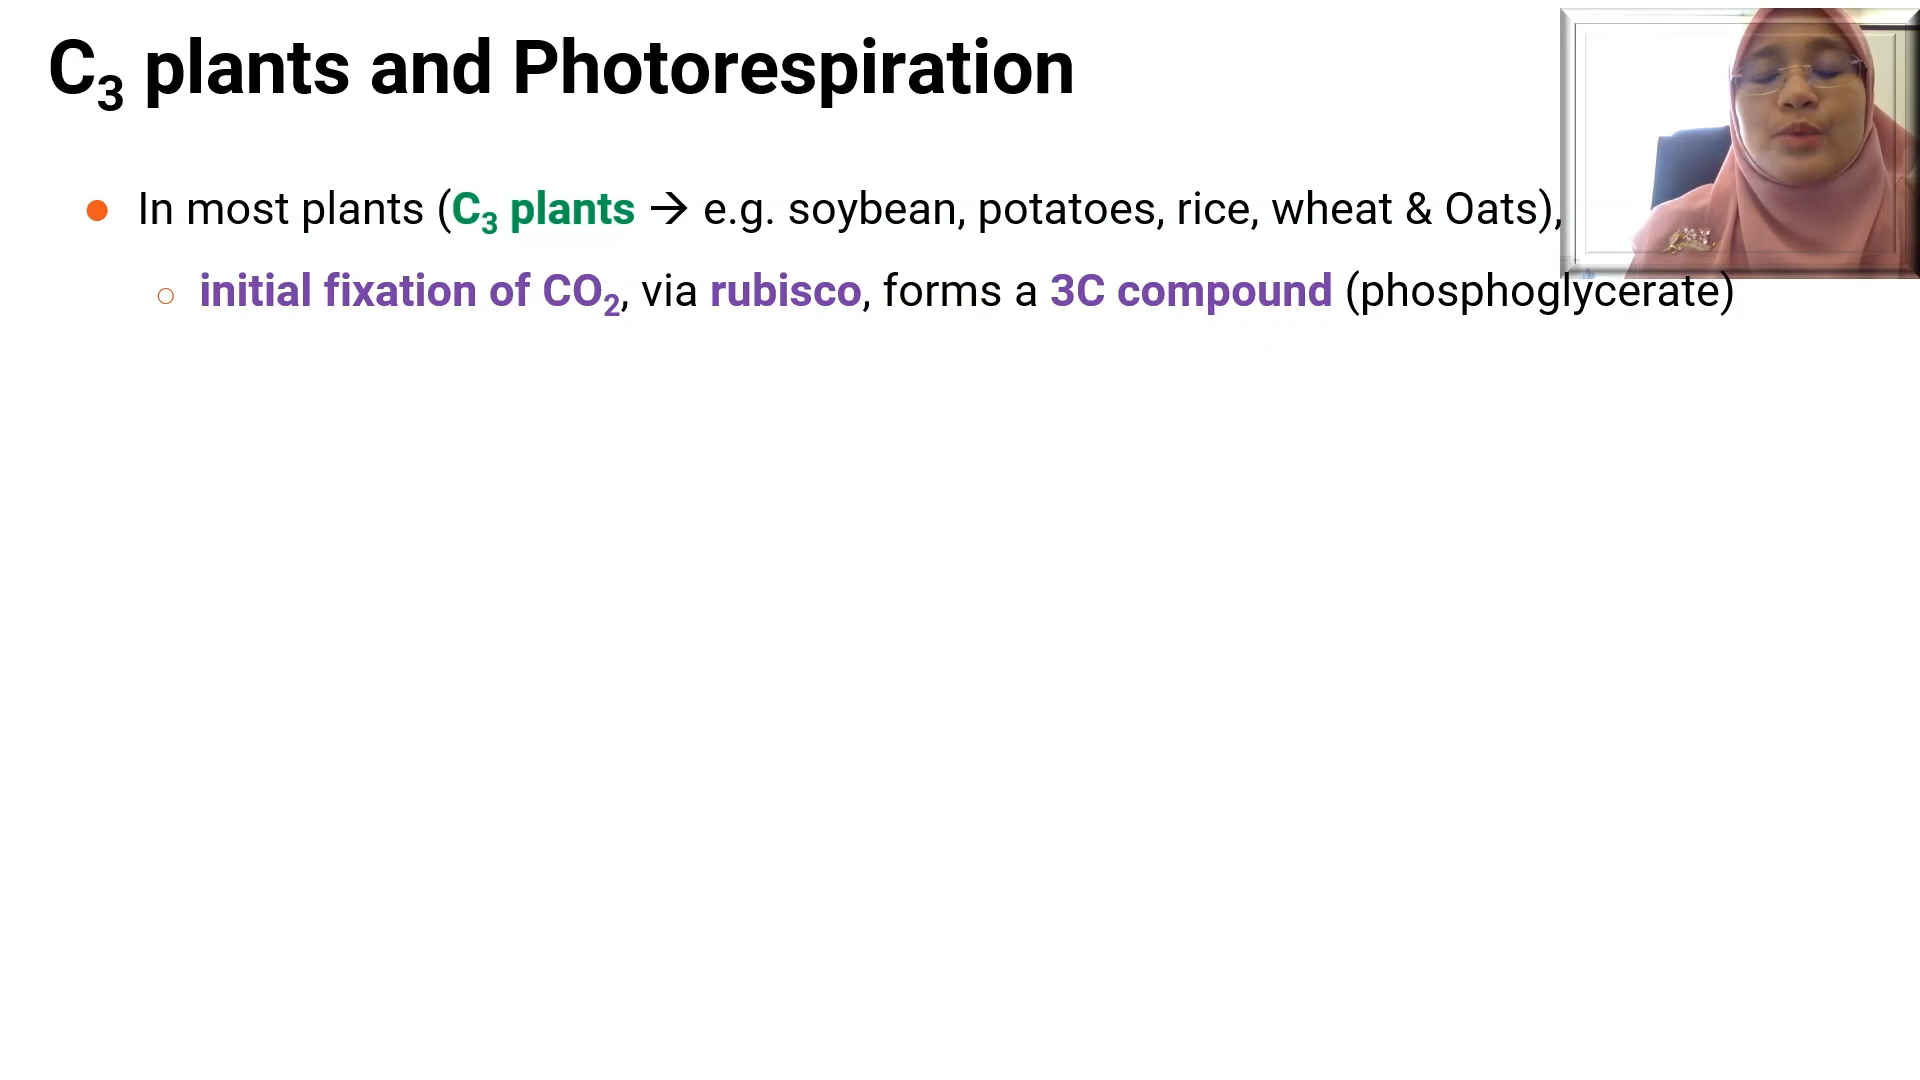 C₃ plants and Photorespiration
● In most plants (C₃ plants → e.g. soybean, potatoes, rice, wheat & Oats),
○ initial fixation of CO₂, via rubisco, forms a 3C compound (phosphoglycerate)